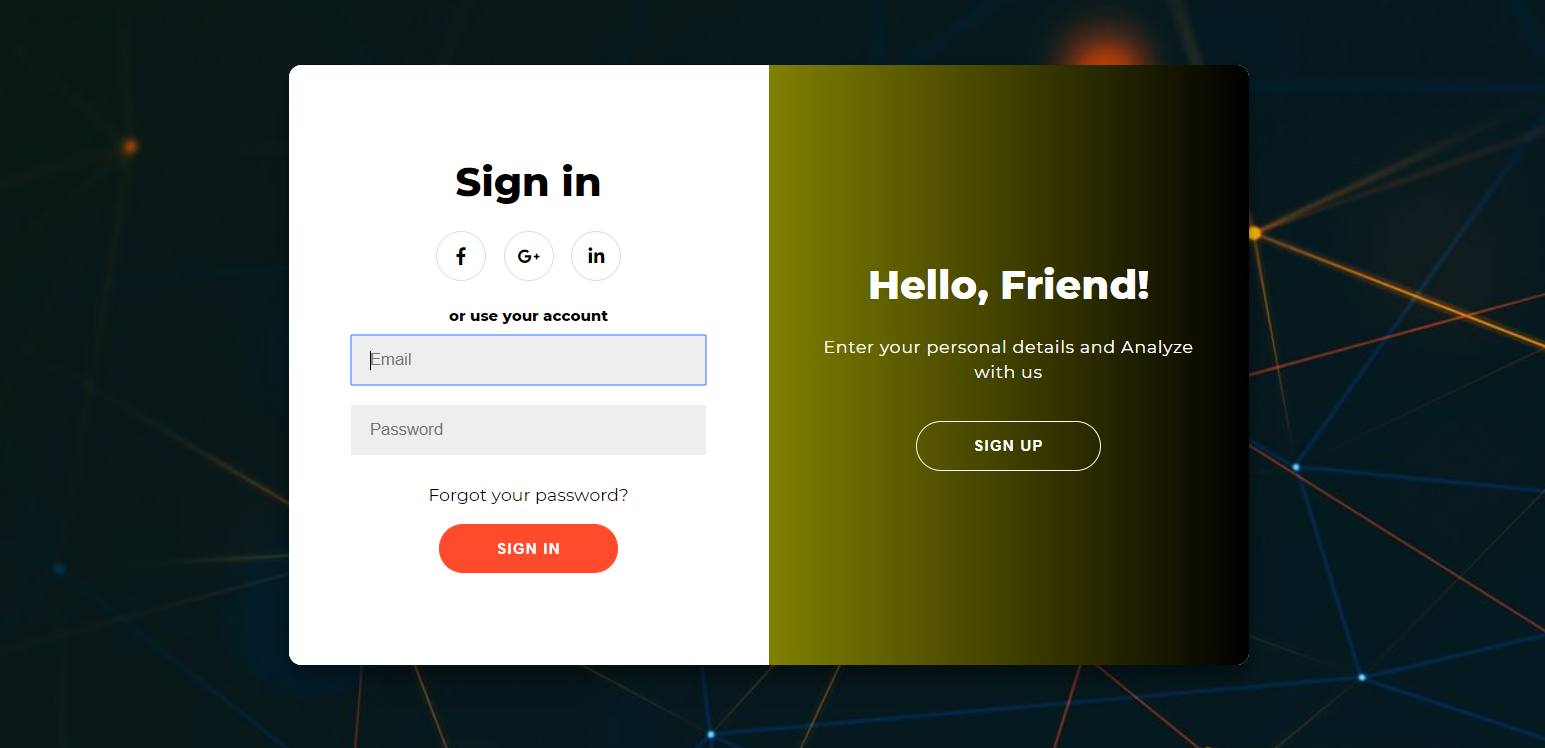 Sign in
f
G+
in
or use your account
Email
Password
Forgot your password?
SIGN IN
Hello, Friend!
Enter your personal details and Analyze
with us
SIGN UP